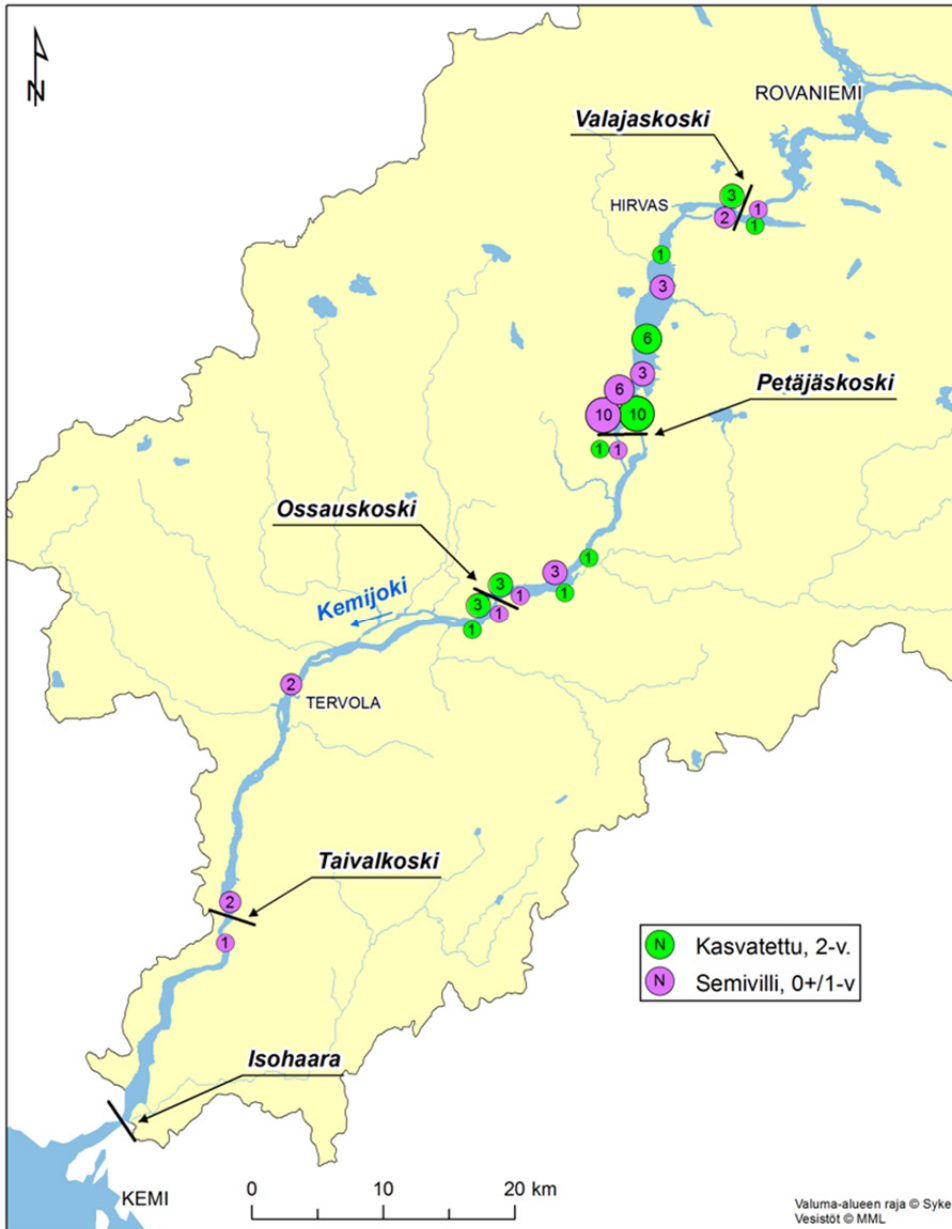 N
ROVANIEMI
Valajaskoski
HIRVAS
3
2
1
1
1
3
6
3
6
10
10
Petäjäskoski
1
1
Ossauskoski
1
3
3
1
1
3
1
1
Kemijoki
2
TERVOLA
Taivalkoski
2
1
N Kasvatettu, 2-v.
N Semivilli, 0+/1-v
Isohaara
KEMI
0 10 20 km
Valuma-alueen raja © Syke
Vesistöt © MML